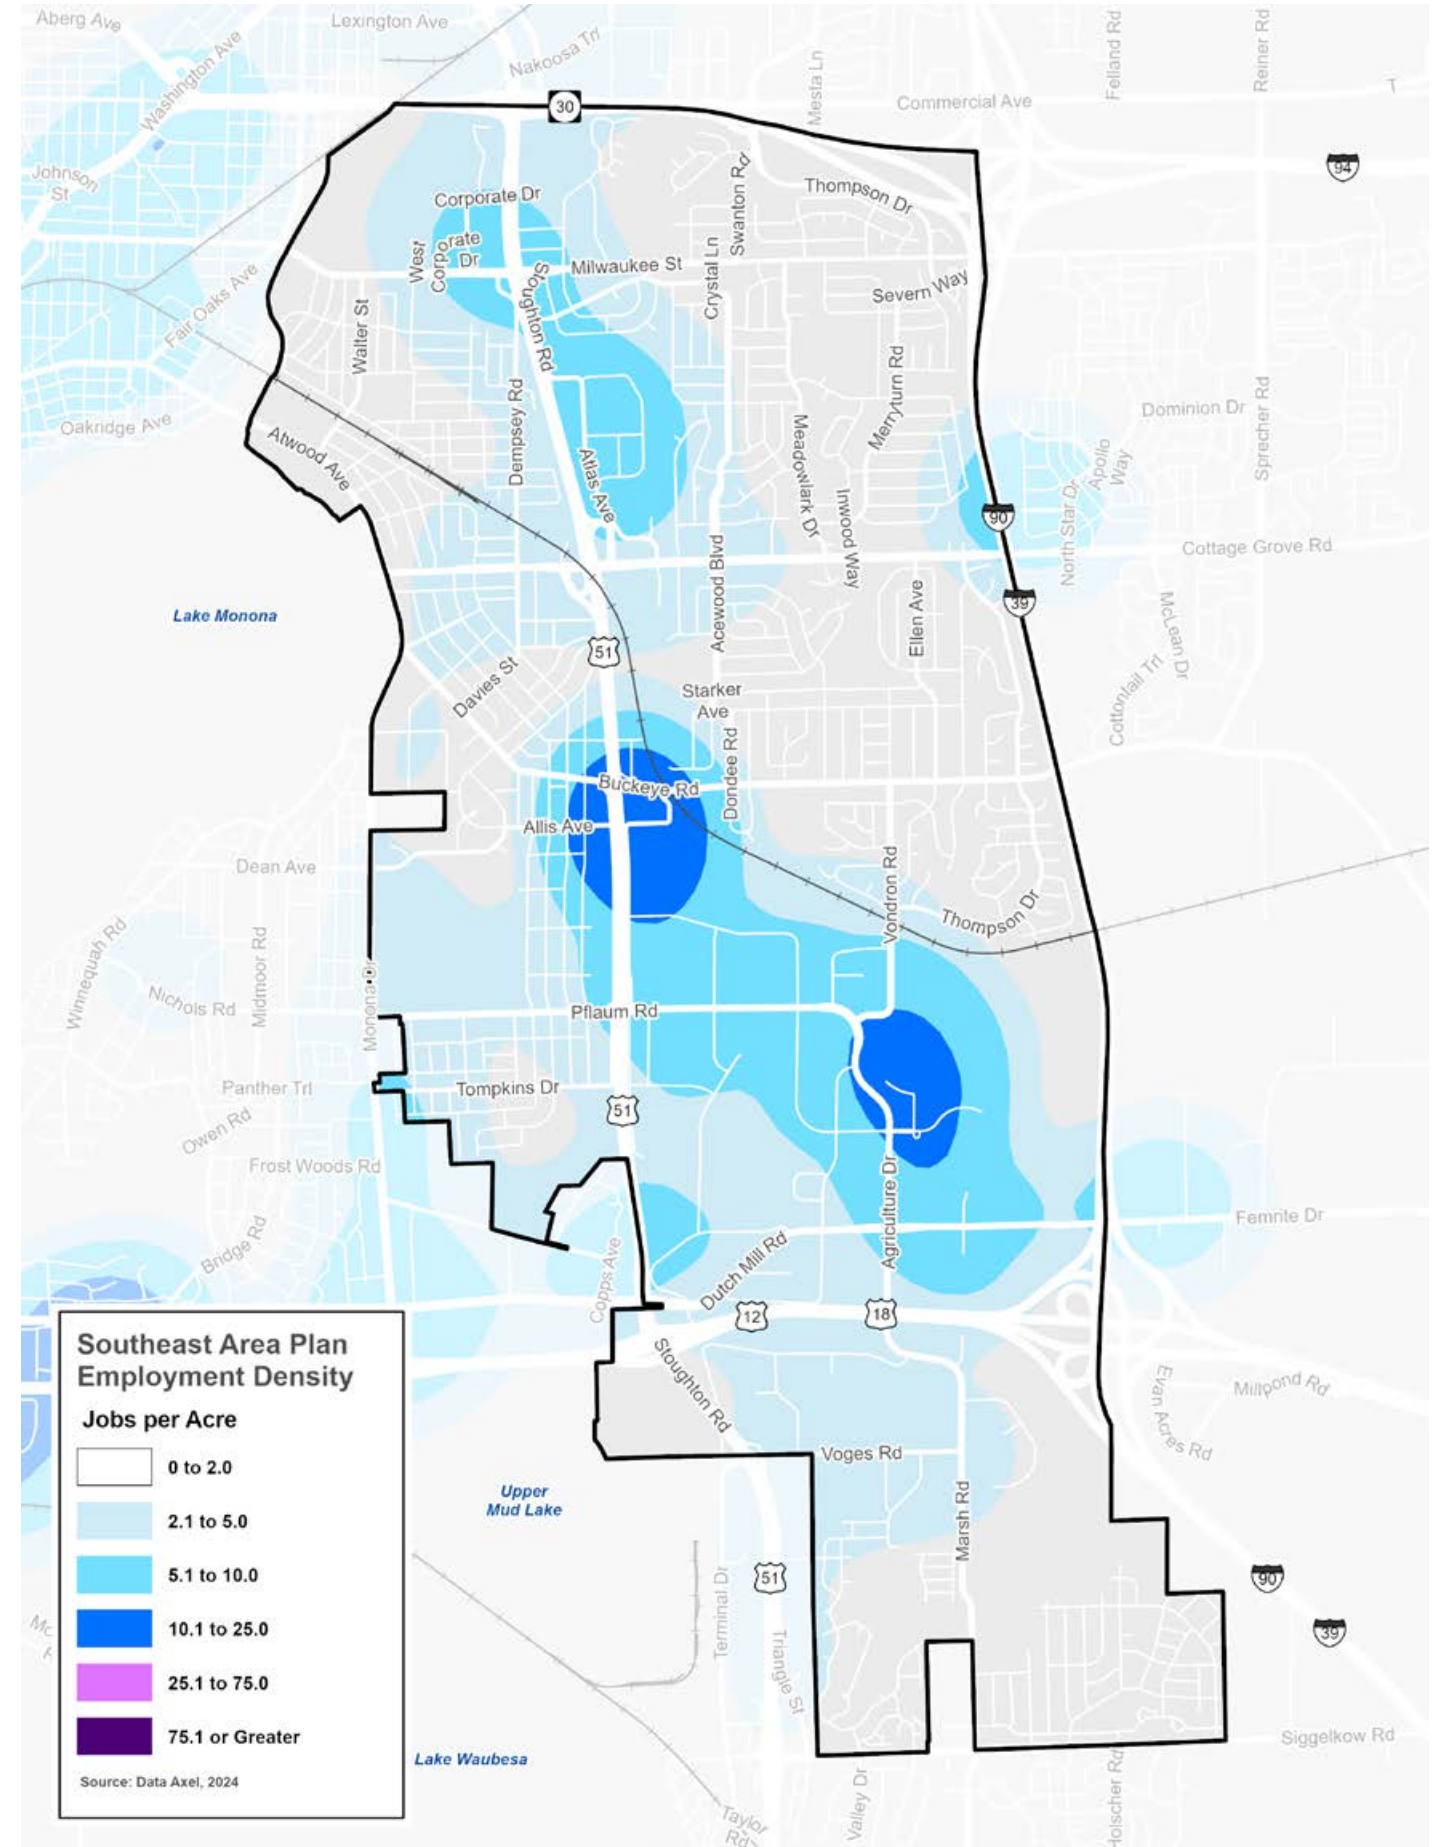 Aberg Ave
Lexington Ave
Nakoosa Trl
Washington Ave
Mesta Ln
Commercial Ave
Felland Rd
Reiner Rd
T
30
94
Johnson
St
Corporate Dr
Swanton Rd
Thompson Dr
West
Corporate
Dr
Milwaukee St
Stoughton Rd
Crystal Ln
Severn Way
Fair Oaks Ave
Walter St
Dempsey Rd
Merryturn Rd
Oakridge Ave
Atwood Ave
Atlas Ave
Meadowlark Dr
Inwood Way
Dominion Dr
Sprecher Rd
Apollo
Way
North Star Dr
90
Cottage Grove Rd
39
Lake Monona
Acewood Blvd
Ellen Ave
McLean Dr
51
Davies St
Starker
Ave
Cottontail Trl
Dondee Rd
Buckeye Rd
Allis Ave
Dean Ave
Vondron Rd
Thompson Dr
Winnequah Rd
Midmoor Rd
Nichols Rd
Monona Dr
Pflaum Rd
Panther Trl
Tompkins Dr
51
Owen Rd
Frost Woods Rd
Agriculture Dr
Femrite Dr
Bridge Rd
Copps Ave
Dutch Mill Rd
12
18
Stoughton Rd
Evan Acres Rd
Millpond Rd
Voges Rd
Marsh Rd
Upper
Mud Lake
51
90
39
Terminal Dr
Triangle St
Siggelkow Rd
Lake Waubesa
Valley Dr
Holscher Rd
Taylor
Rd
Southeast Area Plan
Employment Density
Jobs per Acre
0 to 2.0
2.1 to 5.0
5.1 to 10.0
10.1 to 25.0
25.1 to 75.0
75.1 or Greater
Source: Data Axel, 2024